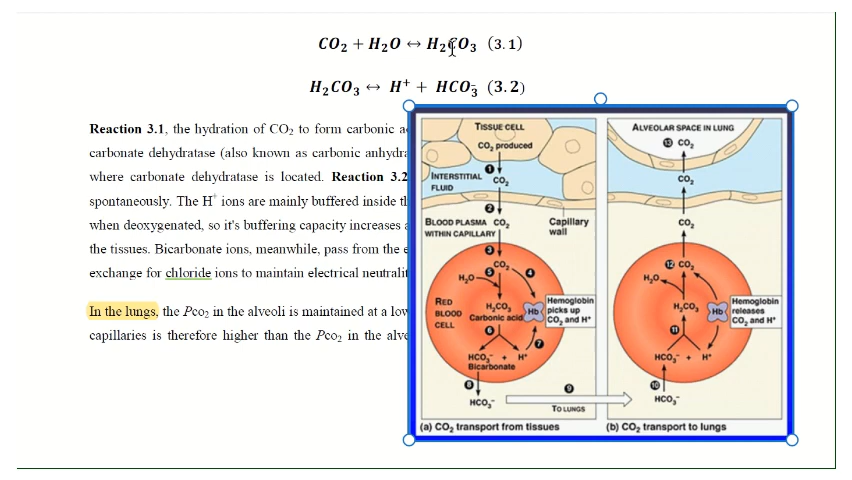 CO₂ + H₂O ↔ H₂CO₃ (3.1)
H₂CO₃ ↔ H⁺ + HCO₃⁻ (3.2)
Reaction 3.1, the hydration of CO₂ to form carbonic
carbonate dehydratase (also known as carbonic
where carbonate dehydratase is located. Reaction 3.2
spontaneously. The H⁺ ions are mainly buffered inside
when deoxygenated, so it's buffering capacity increases
the tissues. Bicarbonate ions, meanwhile, pass from the
exchange for chloride ions to maintain electrical
In the lungs, the Pco₂ in the alveoli is maintained at a
capillaries is therefore higher than the Pco₂ in the
TISSUE CELL
CO₂ produced
1
INTERSTITIAL CO₂
FLUID
2
BLOOD PLASMA CO₂
WITHIN CAPILLARY
Capillary
wall
3
CO₂
5
4
H₂O
RED
BLOOD
CELL
H₂CO₃
Carbonic acid
Hb
Hemoglobin
picks up
CO₂ and H⁺
6
7
HCO₃⁻ + H⁺
Bicarbonate
8
HCO₃⁻
9
TO LUNGS
(a) CO₂ transport from tissues
ALVEOLAR SPACE IN LUNG
13 CO₂
CO₂
CO₂
12 CO₂
H₂O
H₂CO₃
Hb
Hemoglobin
releases
CO₂ and H⁺
11
HCO₃⁻ + H⁺
10
HCO₃⁻
(b) CO₂ transport to lungs